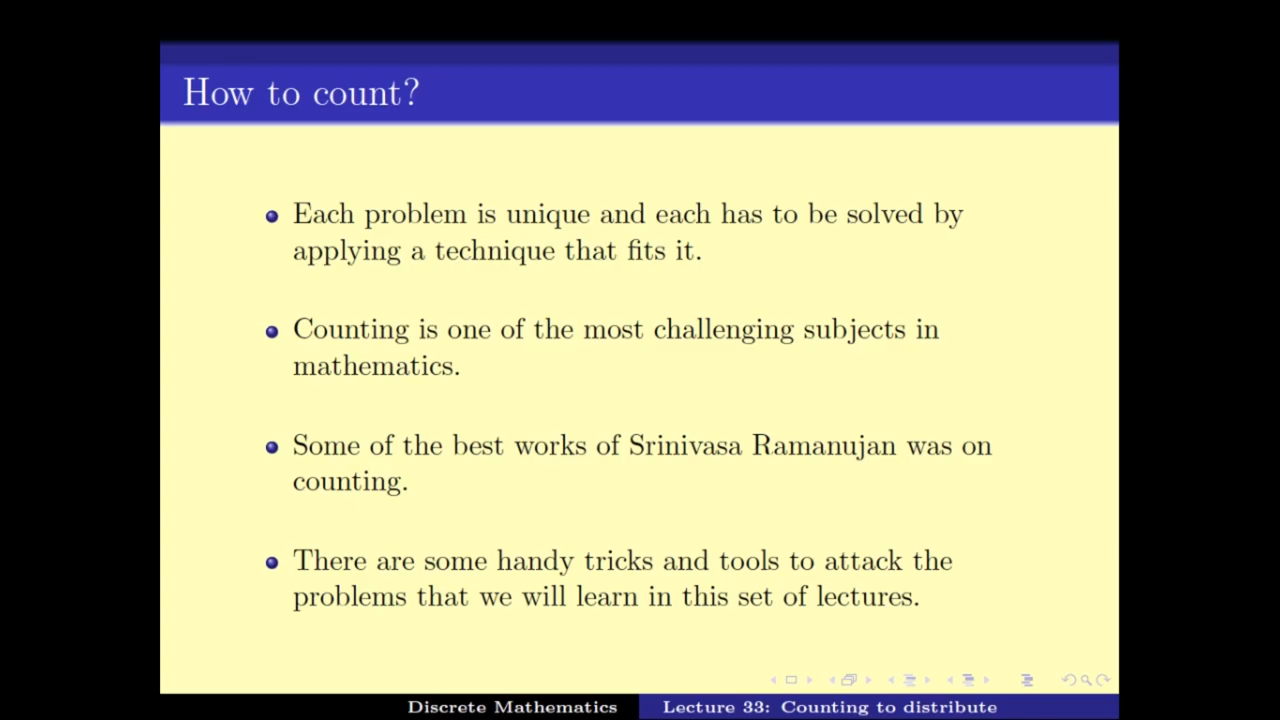 How to count?
Each problem is unique and each has to be solved by
applying a technique that fits it.
Counting is one of the most challenging subjects in
mathematics.
Some of the best works of Srinivasa Ramanujan was on
counting.
There are some handy tricks and tools to attack the
problems that we will learn in this set of lectures.
Discrete Mathematics
Lecture 33: Counting to distribute